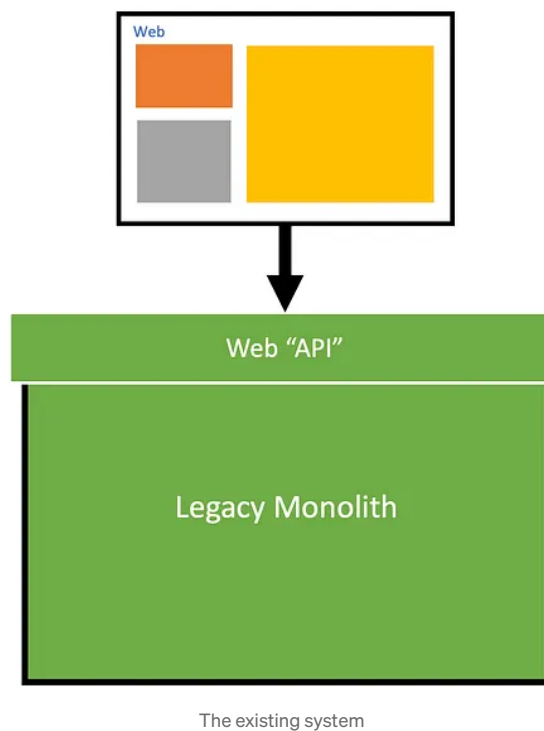 Web
Web “API”
Legacy Monolith
The existing system